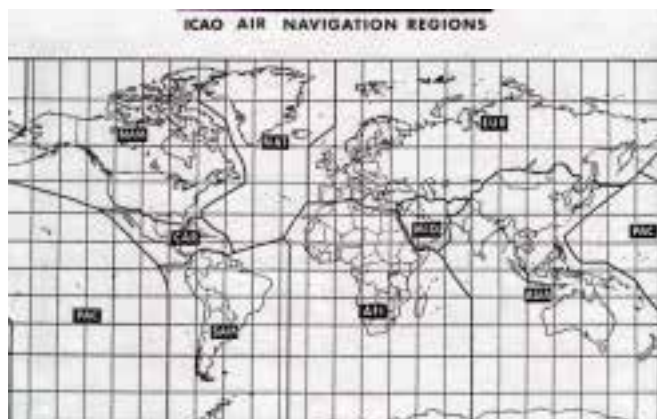 ICAO AIR NAVIGATION REGIONS
NAM
NAT
EUR
CAR
MID
PAC
PAC
AFI
SAM